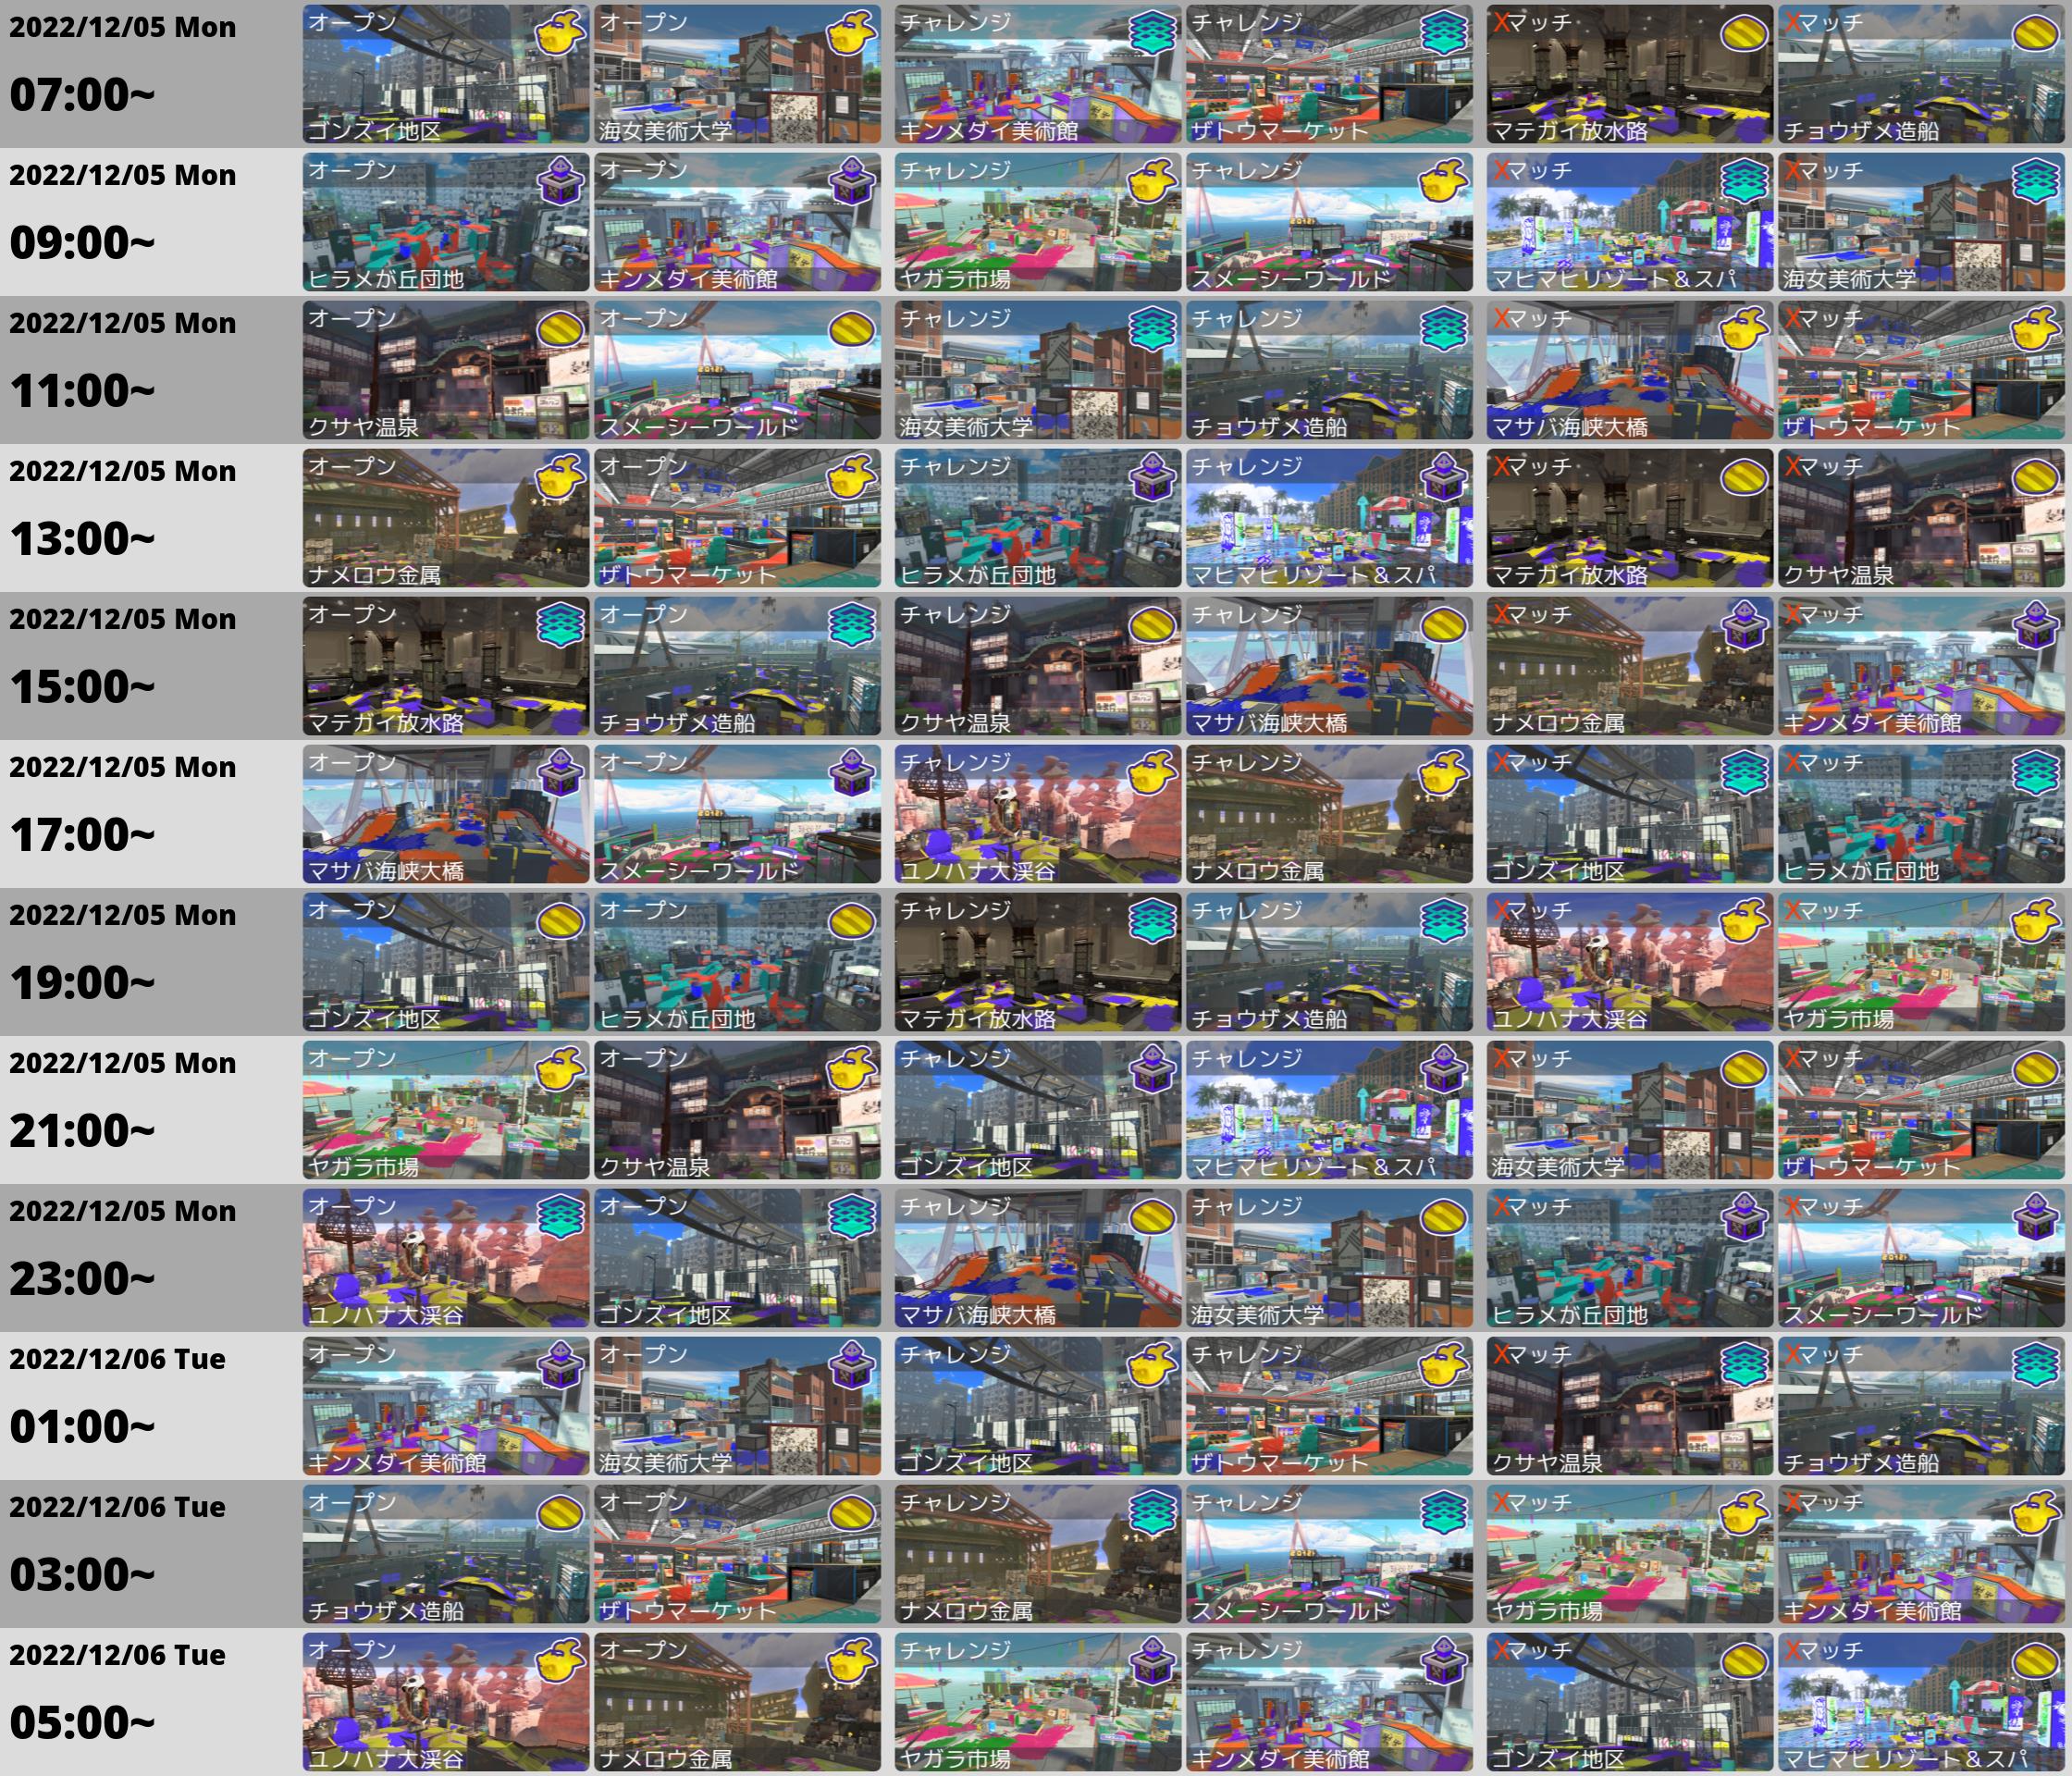 2022/12/05 Mon
07:00~
オープン オープン チャレンジ チャレンジ Xマッチ Xマッチ
ゴンズイ地区 海女美術大学 キンメダイ美術館 ザトウマーケット マテガイ放水路 チョウザメ造船
2022/12/05 Mon
09:00~
オープン オープン チャレンジ チャレンジ Xマッチ Xマッチ
ヒラメが丘団地 キンメダイ美術館 ヤガラ市場 スメーシーワールド マヒマヒリゾート＆スパ 海女美術大学
2022/12/05 Mon
11:00~
オープン オープン チャレンジ チャレンジ Xマッチ Xマッチ
クサヤ温泉 スメーシーワールド 海女美術大学 チョウザメ造船 マサバ海峡大橋 ザトウマーケット
2022/12/05 Mon
13:00~
オープン オープン チャレンジ チャレンジ Xマッチ Xマッチ
ナメロウ金属 ザトウマーケット ヒラメが丘団地 マヒマヒリゾート＆スパ マテガイ放水路 クサヤ温泉
2022/12/05 Mon
15:00~
オープン オープン チャレンジ チャレンジ Xマッチ Xマッチ
マテガイ放水路 チョウザメ造船 クサヤ温泉 マサバ海峡大橋 ナメロウ金属 キンメダイ美術館
2022/12/05 Mon
17:00~
オープン オープン チャレンジ チャレンジ Xマッチ Xマッチ
マサバ海峡大橋 スメーシーワールド ユノハナ大渓谷 ナメロウ金属 ゴンズイ地区 ヒラメが丘団地
2022/12/05 Mon
19:00~
オープン オープン チャレンジ チャレンジ Xマッチ Xマッチ
ゴンズイ地区 ヒラメが丘団地 マテガイ放水路 チョウザメ造船 ユノハナ大渓谷 ヤガラ市場
2022/12/05 Mon
21:00~
オープン オープン チャレンジ チャレンジ Xマッチ Xマッチ
ヤガラ市場 クサヤ温泉 ゴンズイ地区 マヒマヒリゾート＆スパ 海女美術大学 ザトウマーケット
2022/12/05 Mon
23:00~
オープン オープン チャレンジ チャレンジ Xマッチ Xマッチ
ユノハナ大渓谷 ゴンズイ地区 マサバ海峡大橋 海女美術大学 ヒラメが丘団地 スメーシーワールド
2022/12/06 Tue
01:00~
オープン オープン チャレンジ チャレンジ Xマッチ Xマッチ
キンメダイ美術館 海女美術大学 ゴンズイ地区 ザトウマーケット クサヤ温泉 チョウザメ造船
2022/12/06 Tue
03:00~
オープン オープン チャレンジ チャレンジ Xマッチ Xマッチ
チョウザメ造船 ザトウマーケット ナメロウ金属 スメーシーワールド ヤガラ市場 キンメダイ美術館
2022/12/06 Tue
05:00~
オープン オープン チャレンジ チャレンジ Xマッチ Xマッチ
ユノハナ大渓谷 ナメロウ金属 ヤガラ市場 キンメダイ美術館 ゴンズイ地区 マヒマヒリゾート＆スパ